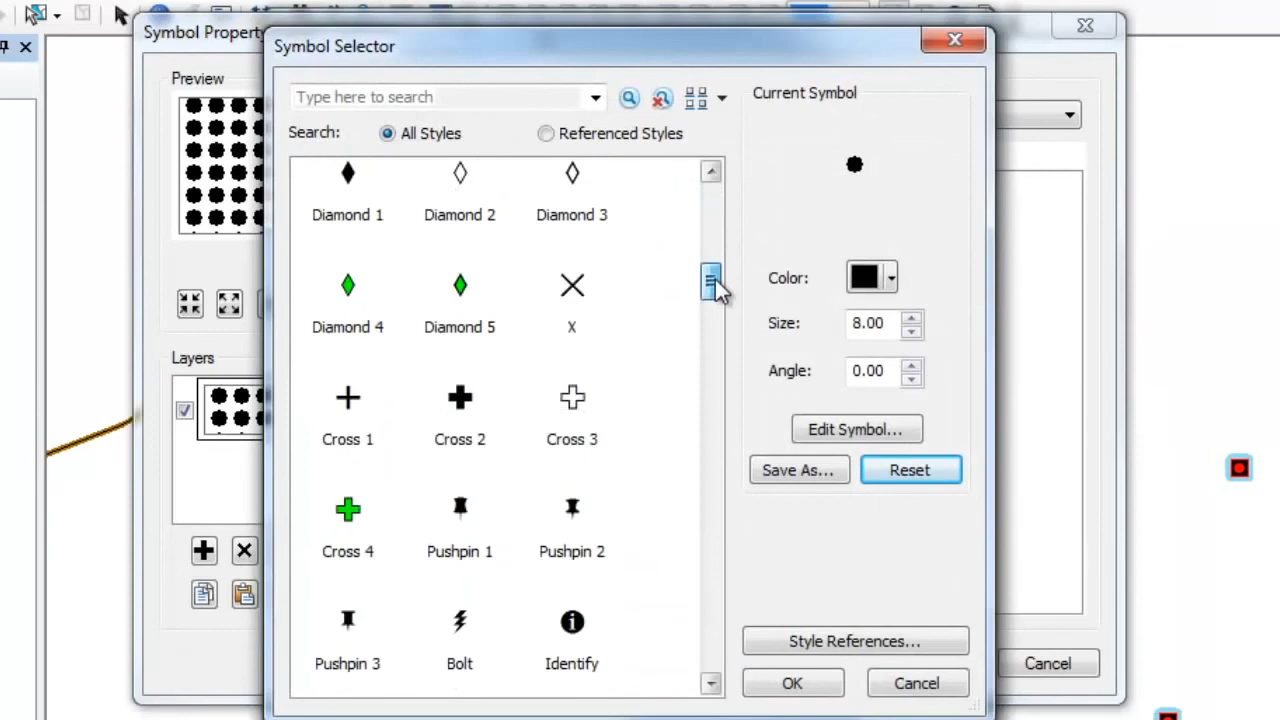 Symbol Property
Symbol Selector
Preview
Type here to search
Current Symbol
Search:
All Styles
Referenced Styles
Diamond 1
Diamond 2
Diamond 3
Color:
Diamond 4
Diamond 5
X
Size:
8.00
Angle:
0.00
Layers
Edit Symbol...
Cross 1
Cross 2
Cross 3
Save As...
Reset
Cross 4
Pushpin 1
Pushpin 2
Pushpin 3
Bolt
Identify
Style References...
OK
Cancel
Cancel